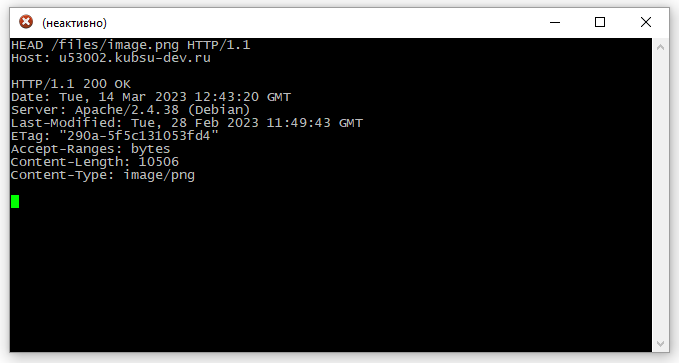 (неактивно)
HEAD /files/image.png HTTP/1.1
Host: u53002.kubsu-dev.ru
HTTP/1.1 200 OK
Date: Tue, 14 Mar 2023 12:43:20 GMT
Server: Apache/2.4.38 (Debian)
Last-Modified: Tue, 28 Feb 2023 11:49:43 GMT
ETag: "290a-5f5c131053fd4"
Accept-Ranges: bytes
Content-Length: 10506
Content-Type: image/png